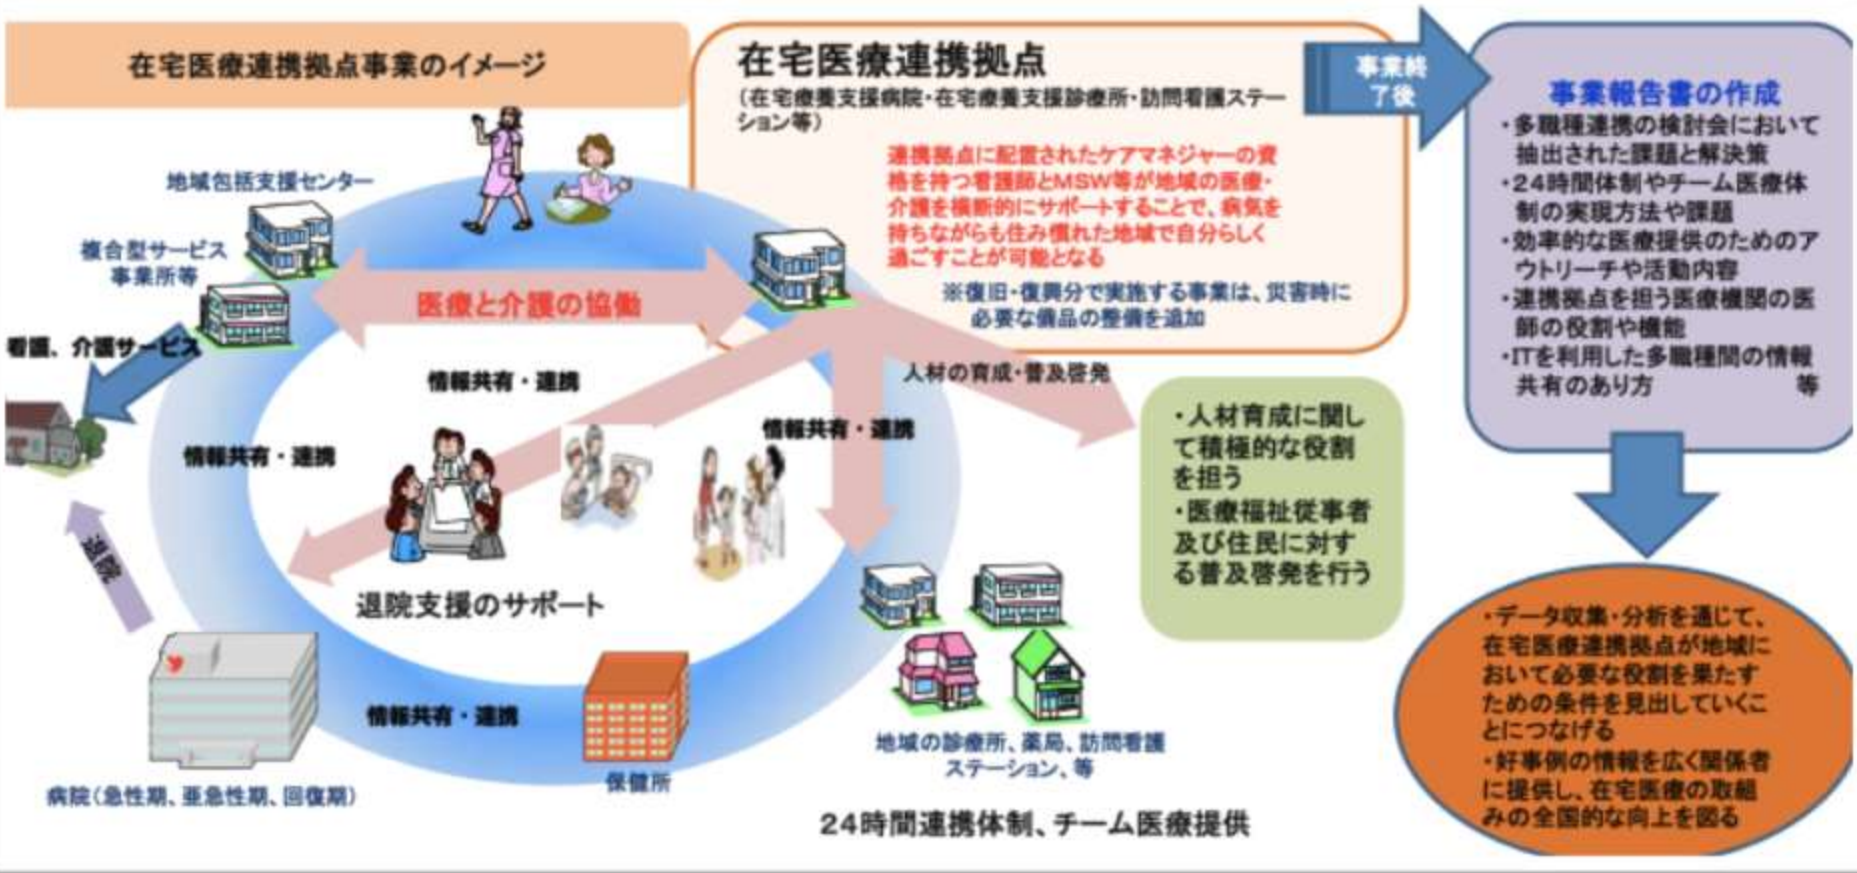 在宅医療連携拠点事業のイメージ
在宅医療連携拠点
（在宅療養支援病院・在宅療養支援診療所・訪問看護ステー
ション等）
連携拠点に配置されたケアマネジャーの資
格を持つ看護師とMSW等が地域の医療・
介護を横断的にサポートすることで、病気を
持ちながらも住み慣れた地域で自分らしく
過ごすことが可能となる
※復旧・復興分で実施する事業は、災害時に
必要な備品の整備を追加
事業終
了後
事業報告書の作成
・多職種連携の検討会において
抽出された課題と解決策
・24時間体制やチーム医療体
制の実現方法や課題
・効率的な医療提供のためのア
ウトリーチや活動内容
・連携拠点を担う医療機関の医
師の役割や機能
・ITを利用した多職種間の情報
共有のあり方 等
地域包括支援センター
複合型サービス
事業所等
医療と介護の協働
看護、介護サービス
情報共有・連携
人材の育成・普及啓発
情報共有・連携
情報共有・連携
・人材育成に関し
て積極的な役割
を担う
・医療福祉従事者
及び住民に対す
る普及啓発を行う
退院
退院支援のサポート
情報共有・連携
病院（急性期、亜急性期、回復期）
保健所
地域の診療所、薬局、訪問看護
ステーション、等
24時間連携体制、チーム医療提供
・データ収集・分析を通じて、
在宅医療連携拠点が地域に
おいて必要な役割を果たす
ための条件を見出していくこ
とにつなげる
・好事例の情報を広く関係者
に提供し、在宅医療の取組
みの全国的な向上を図る